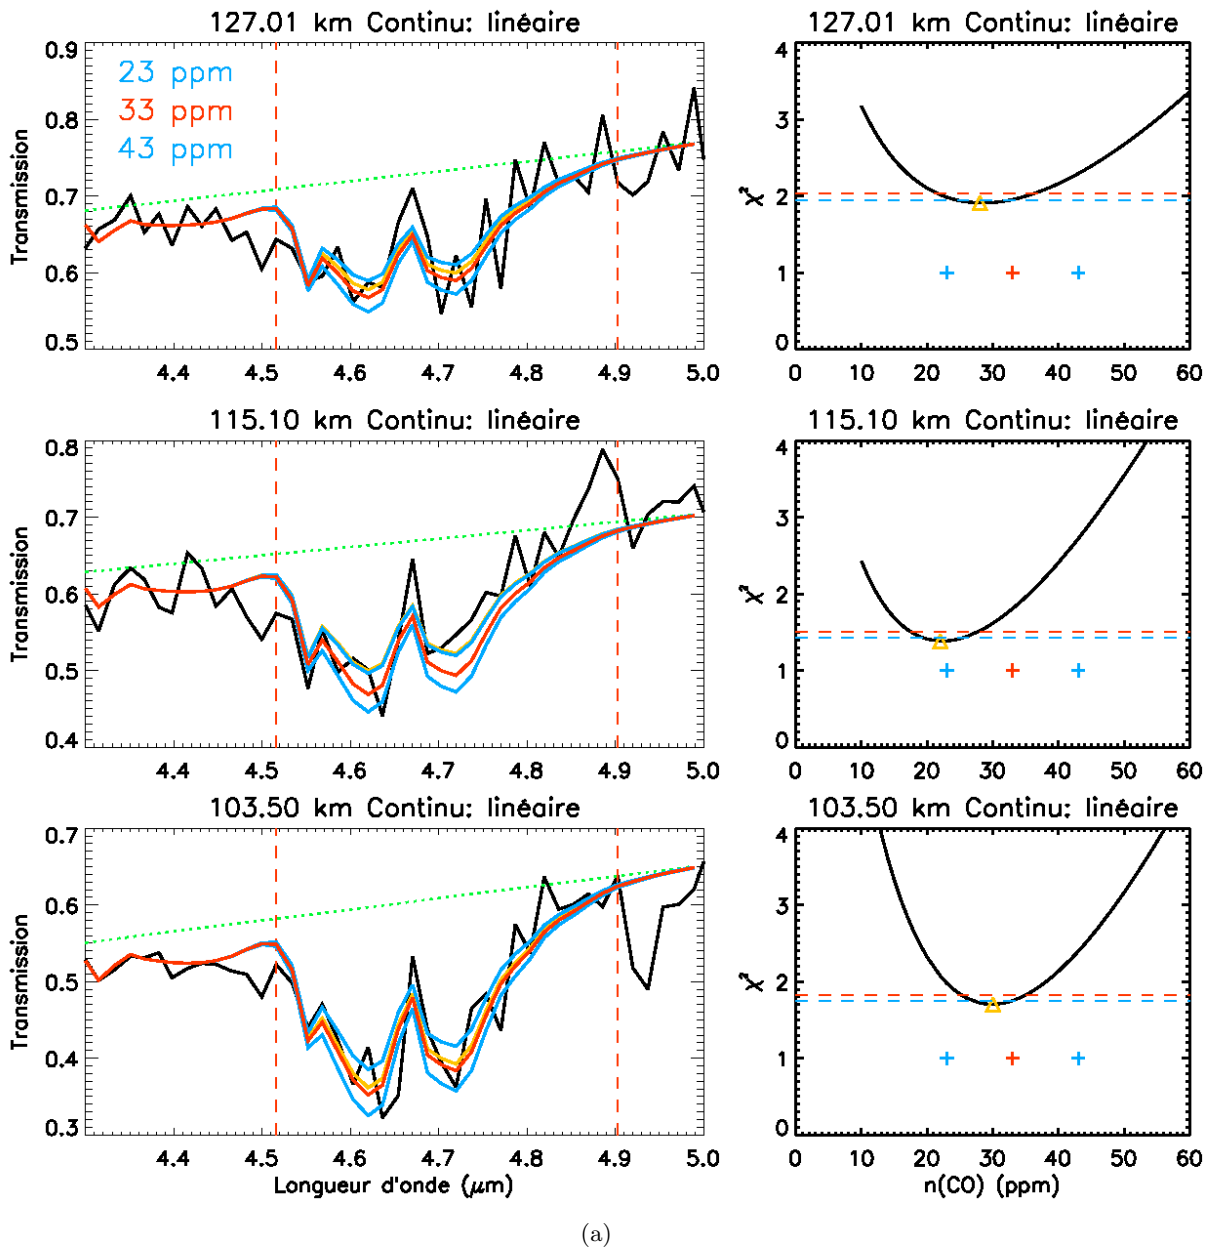 127.01 km Continu: linéaire
127.01 km Continu: linéaire
0.9
0.8
0.7
0.6
0.5
Transmission
23 ppm
33 ppm
43 ppm
4.4 4.5 4.6 4.7 4.8 4.9 5.0
4
3
2
1
0
χ²
0 10 20 30 40 50 60
115.10 km Continu: linéaire
115.10 km Continu: linéaire
0.8
0.7
0.6
0.5
0.4
Transmission
4.4 4.5 4.6 4.7 4.8 4.9 5.0
4
3
2
1
0
χ²
0 10 20 30 40 50 60
103.50 km Continu: linéaire
103.50 km Continu: linéaire
0.7
0.6
0.5
0.4
0.3
Transmission
4.4 4.5 4.6 4.7 4.8 4.9 5.0
Longueur d'onde (μm)
4
3
2
1
0
χ²
0 10 20 30 40 50 60
n(CO) (ppm)
(a)